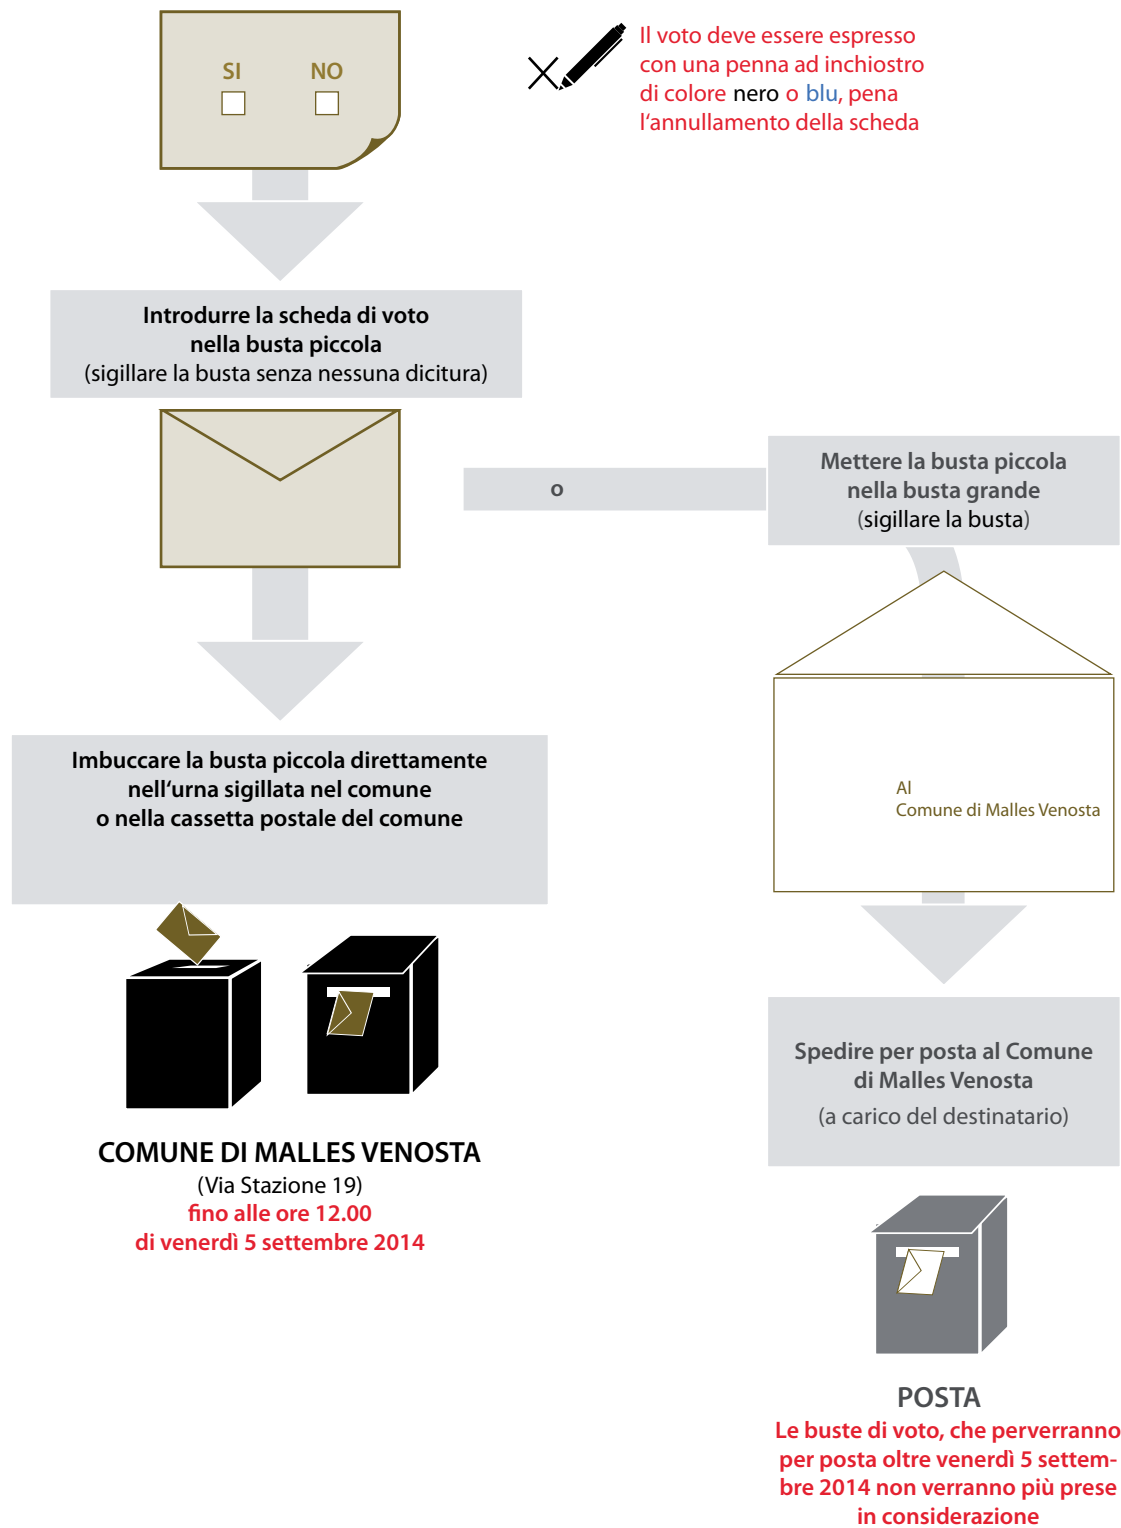 SI
NO
Il voto deve essere espresso
con una penna ad inchiostro
di colore nero o blu, pena
l‘annullamento della scheda
Introdurre la scheda di voto
nella busta piccola
(sigillare la busta senza nessuna dicitura)
o
Mettere la busta piccola
nella busta grande
(sigillare la busta)
Al
Comune di Malles Venosta
Imbuccare la busta piccola direttamente
nell‘urna sigillata nel comune
o nella cassetta postale del comune
COMUNE DI MALLES VENOSTA
(Via Stazione 19)
fino alle ore 12.00
di venerdì 5 settembre 2014
Spedire per posta al Comune
di Malles Venosta
(a carico del destinatario)
POSTA
Le buste di voto, che perverranno
per posta oltre venerdì 5 settem-
bre 2014 non verranno più prese
in considerazione